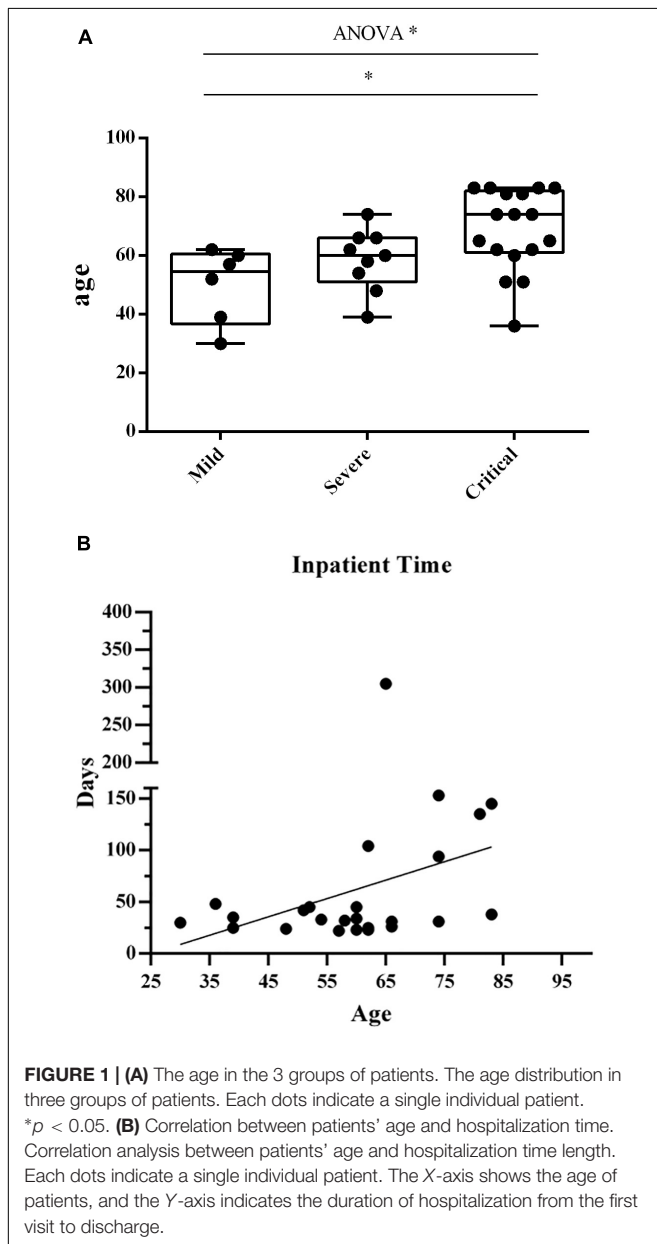 A
ANOVA *
*
100
80
60
40
20
0
age
Mild
Severe
Critical
B
Inpatient Time
400
350
300
250
200
150
100
50
0
Days
25 35 45 55 65 75 85 95
Age
FIGURE 1 | (A) The age in the 3 groups of patients. The age distribution in
three groups of patients. Each dots indicate a single individual patient.
*p < 0.05. (B) Correlation between patients' age and hospitalization time.
Correlation analysis between patients' age and hospitalization time length.
Each dots indicate a single individual patient. The X-axis shows the age of
patients, and the Y-axis indicates the duration of hospitalization from the first
visit to discharge.